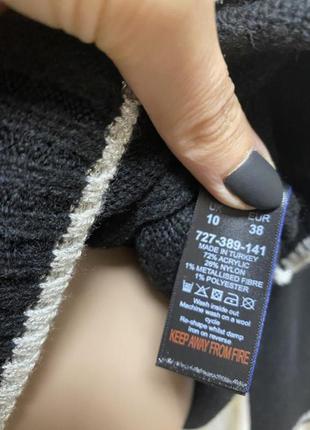 EUR
10 38
727-389-141
MADE IN TURKEY
72% ACRYLIC
26% NYLON
1% METALLISED FIBRE
1% POLYESTER
Wash inside out
Machine wash on a wool
cycle
Re-shape whilst damp
iron on reverse
KEEP AWAY FROM FIRE